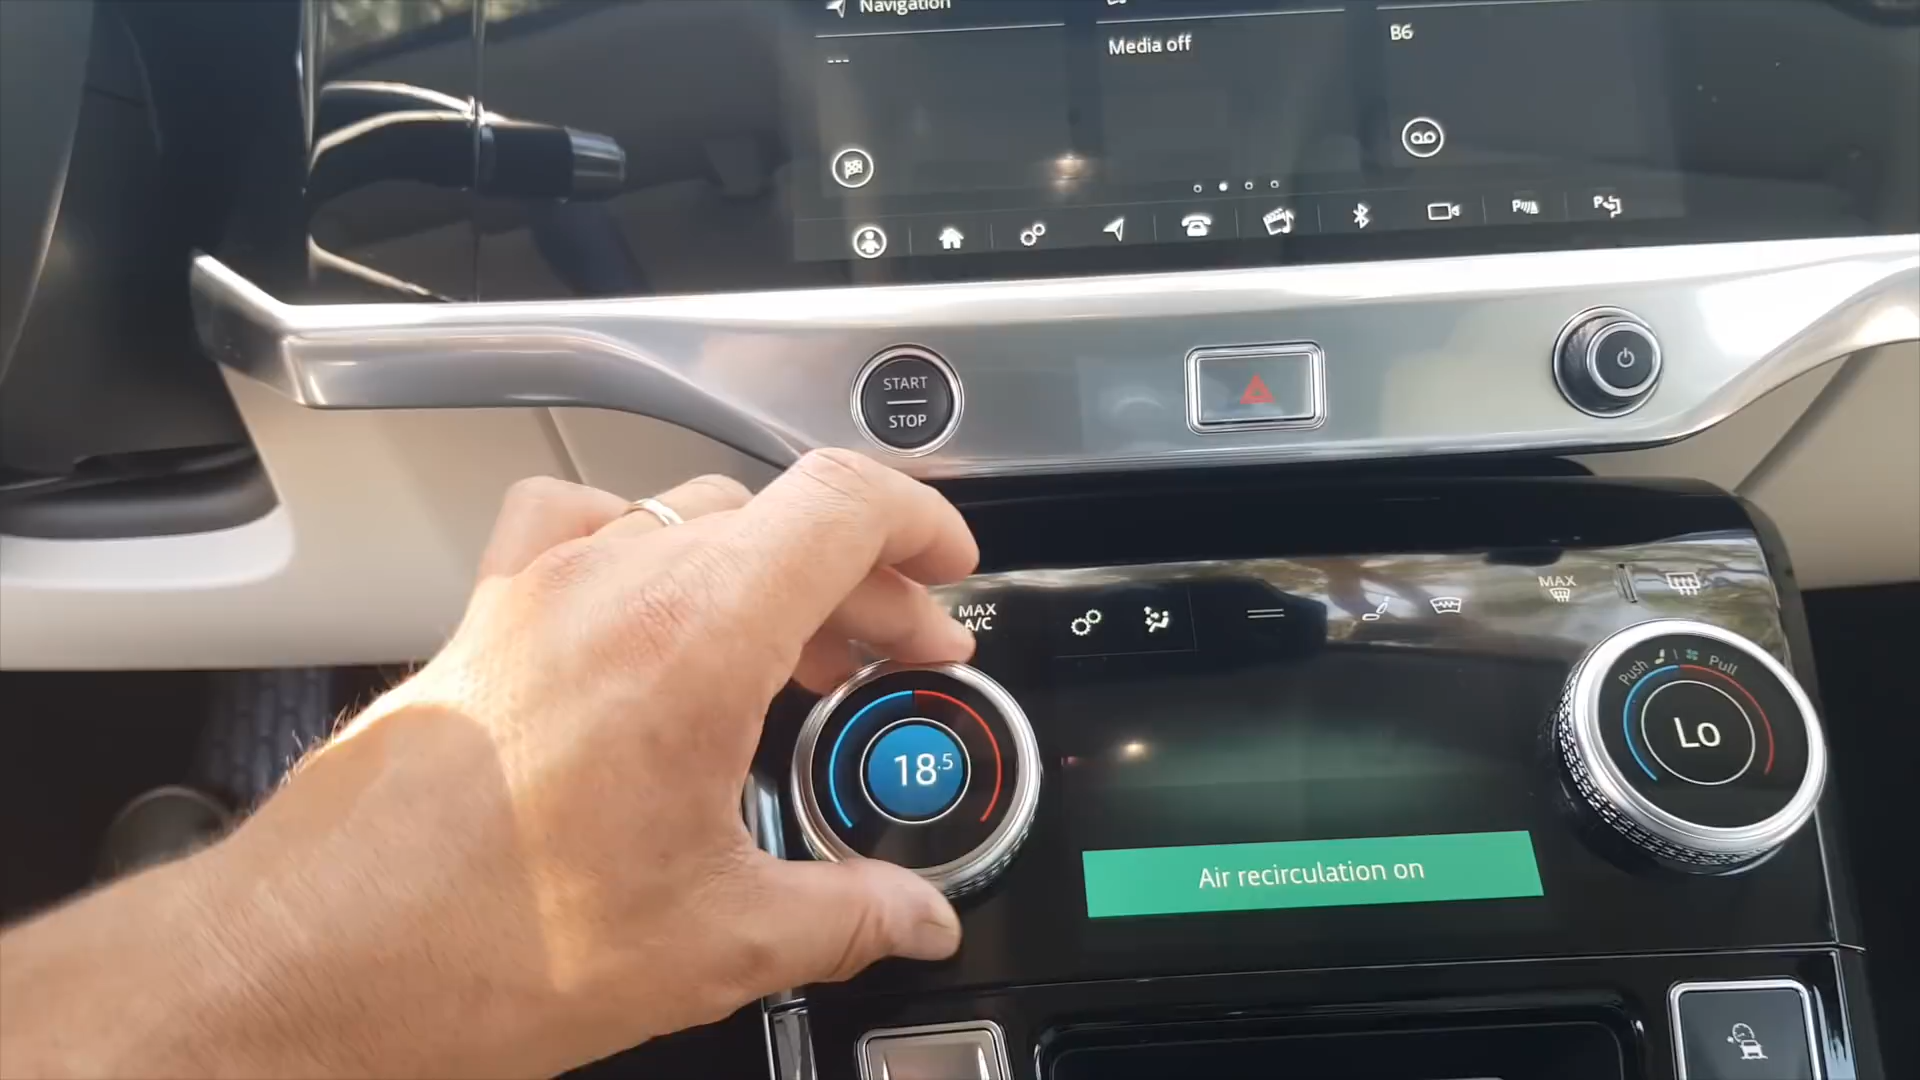 Navigation
---
Media off
B6
P
P
START
STOP
MAX
A/C
MAX
18.5
Push
Pull
Lo
Air recirculation on